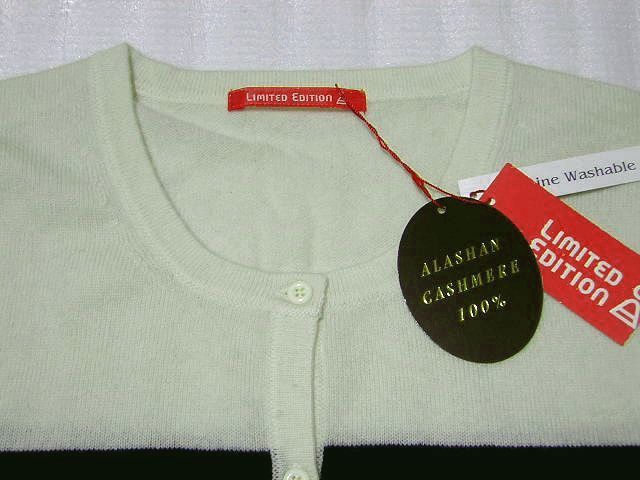 LIMITED EDITION
ine Washable
LIMITED
EDITION
ALASHAN
CASHMERE
100%